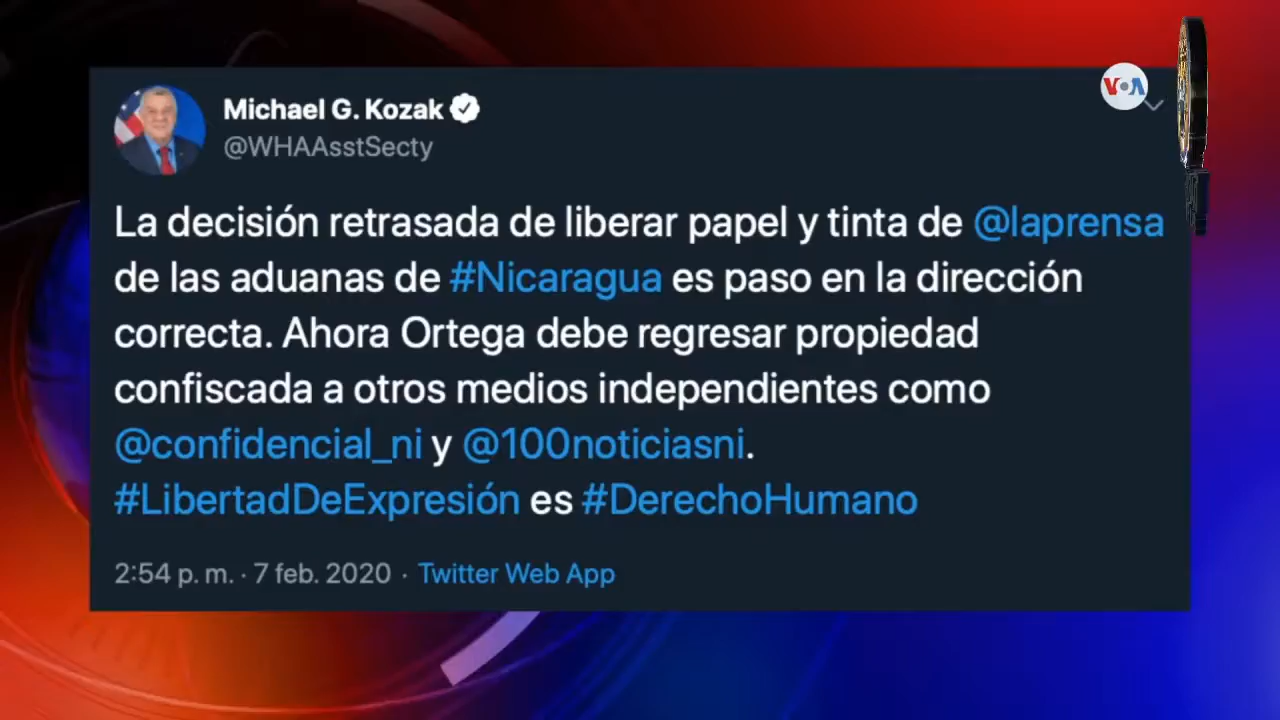 VOA
Michael G. Kozak
@WHAAsstSecty
La decisión retrasada de liberar papel y tinta de @laprensa
de las aduanas de #Nicaragua es paso en la dirección
correcta. Ahora Ortega debe regresar propiedad
confiscada a otros medios independientes como
@confidencial_ni y @100noticiasni.
#LibertadDeExpresión es #DerechoHumano
2:54 p. m. · 7 feb. 2020 · Twitter Web App